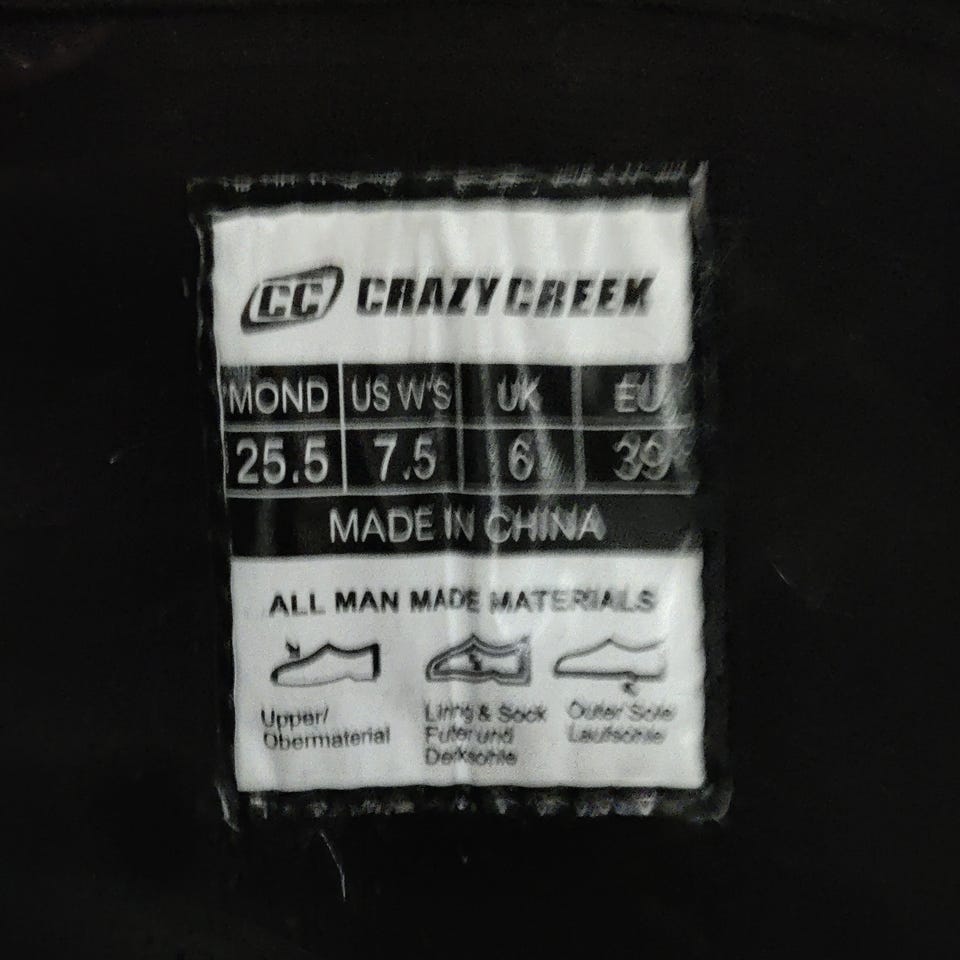 CC CRAZY CREEK
MOND US W'S UK EU
25.5 7.5 6 39
MADE IN CHINA
ALL MAN MADE MATERIALS
Upper/ Lining & Sock Outer Sole/
Obermaterial Futer und Laufsohle
Decksohle